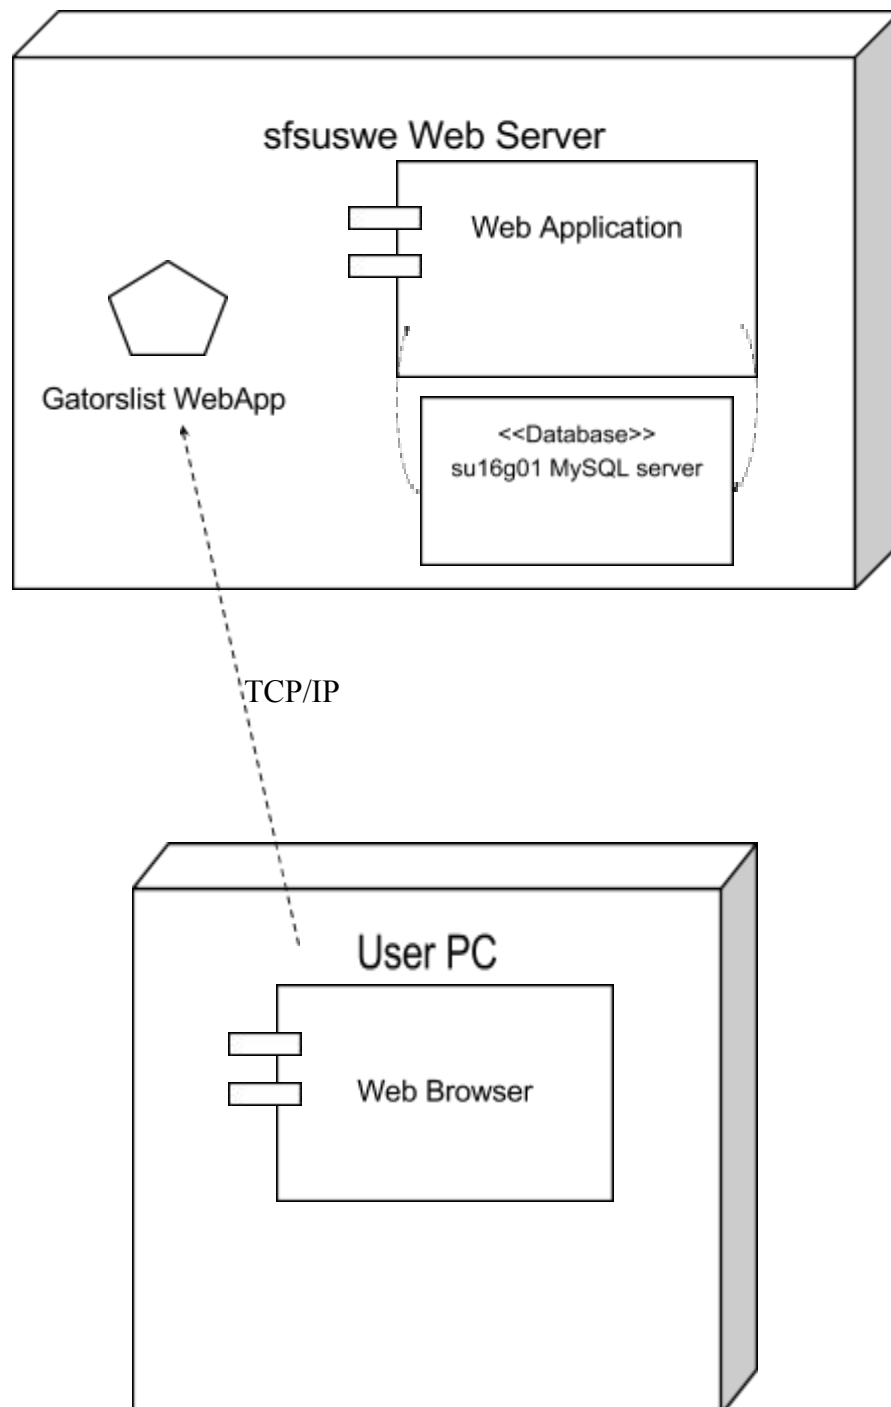 sfsuswe Web Server
Web Application
Gatorslist WebApp
<<Database>>
su16g01 MySQL server
TCP/IP
User PC
Web Browser